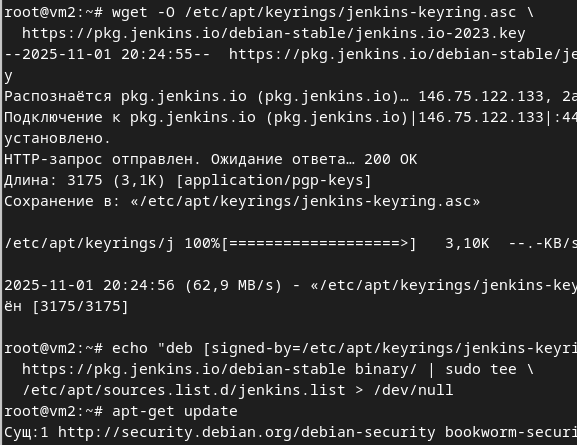 root@vm2:~# wget -O /etc/apt/keyrings/jenkins-keyring.asc \
  https://pkg.jenkins.io/debian-stable/jenkins.io-2023.key
--2025-11-01 20:24:55--  https://pkg.jenkins.io/debian-stable/je
y
Распознаётся pkg.jenkins.io (pkg.jenkins.io)… 146.75.122.133, 2a
Подключение к pkg.jenkins.io (pkg.jenkins.io)|146.75.122.133|:44
установлено.
HTTP-запрос отправлен. Ожидание ответа… 200 OK
Длина: 3175 (3,1K) [application/pgp-keys]
Сохранение в: «/etc/apt/keyrings/jenkins-keyring.asc»

/etc/apt/keyrings/j 100%[===================>]   3,10K  --.-KB/s

2025-11-01 20:24:56 (62,9 MB/s) - «/etc/apt/keyrings/jenkins-key
ён [3175/3175]

root@vm2:~# echo "deb [signed-by=/etc/apt/keyrings/jenkins-keyri
  https://pkg.jenkins.io/debian-stable binary/ | sudo tee \
  /etc/apt/sources.list.d/jenkins.list > /dev/null
root@vm2:~# apt-get update
Сущ:1 http://security.debian.org/debian-security bookworm-securi